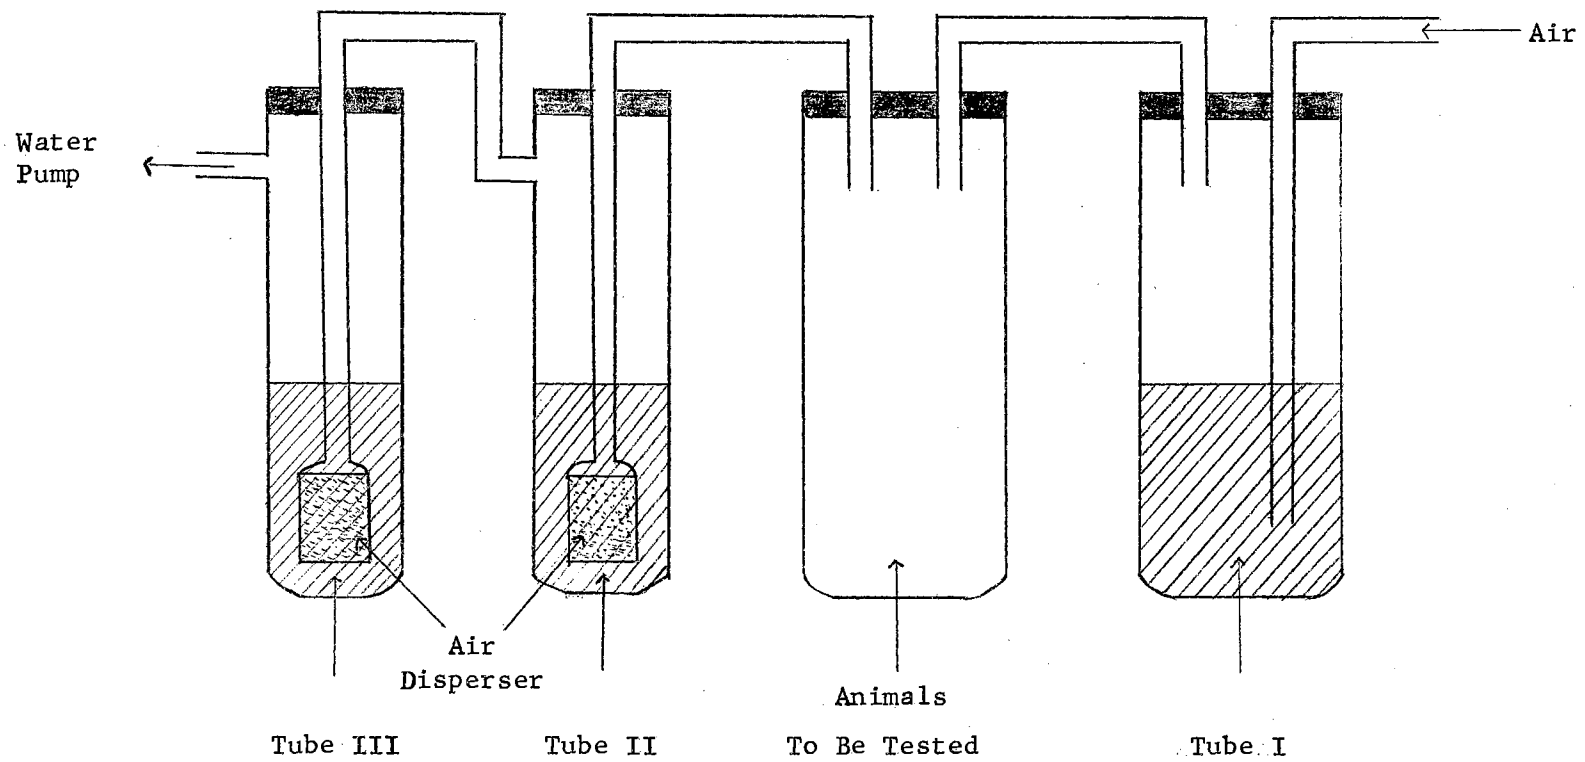 Air
Water
Pump
Air
Disperser
Animals
To Be Tested
Tube III
Tube II
Tube I